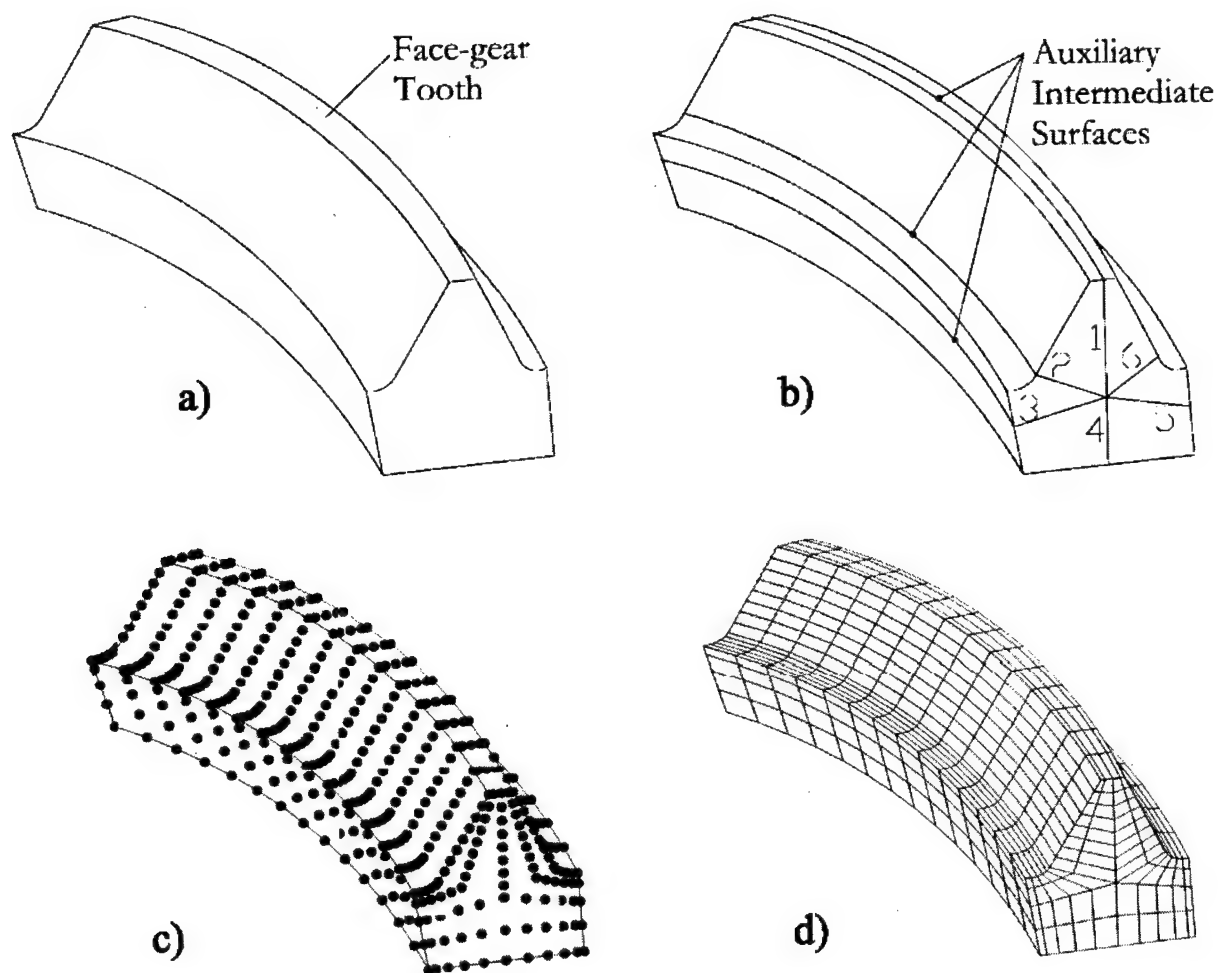 Face-gear
Tooth
a)
Auxiliary
Intermediate
Surfaces
1
2
6
3
4
5
b)
c)
d)